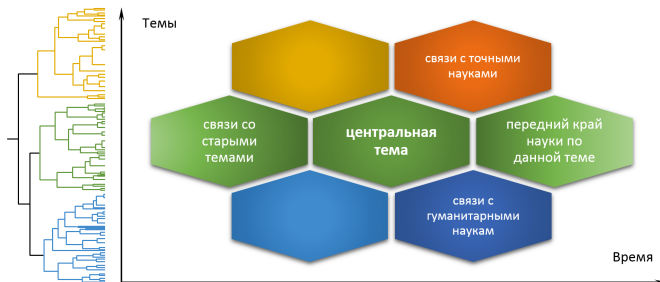 Темы
связи с точными
науками
связи со
старыми
темами
центральная
тема
передний край
науки по
данной теме
связи с
гуманитарными
наукам
Время